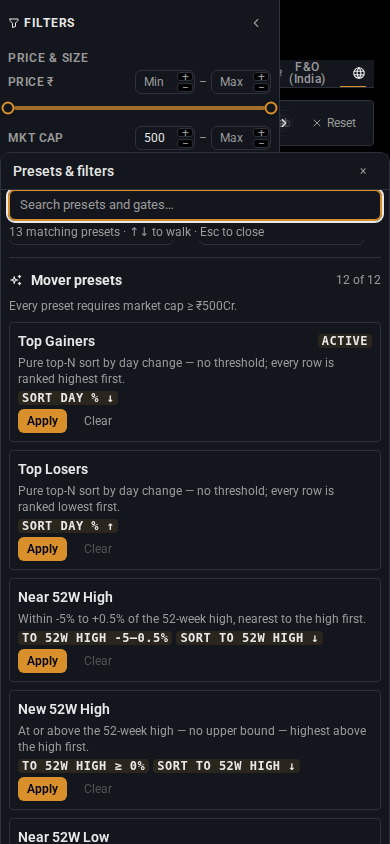 FILTERS
PRICE & SIZE
PRICE ₹ Min + − – Max + −
F&O
(India)
MKT CAP 500 + − – Max + −
Reset
Presets & filters ×
Search presets and gates…
13 matching presets · ↑↓ to walk · Esc to close
Mover presets 12 of 12
Every preset requires market cap ≥ ₹500Cr.
Top Gainers ACTIVE
Pure top-N sort by day change — no threshold; every row is
ranked highest first.
SORT DAY % ↓
Apply Clear
Top Losers
Pure top-N sort by day change — no threshold; every row is
ranked lowest first.
SORT DAY % ↑
Apply Clear
Near 52W High
Within -5% to +0.5% of the 52-week high, nearest to the high first.
TO 52W HIGH -5–0.5% SORT TO 52W HIGH ↓
Apply Clear
New 52W High
At or above the 52-week high — no upper bound — highest above
the high first.
TO 52W HIGH ≥ 0% SORT TO 52W HIGH ↓
Apply Clear
Near 52W Low